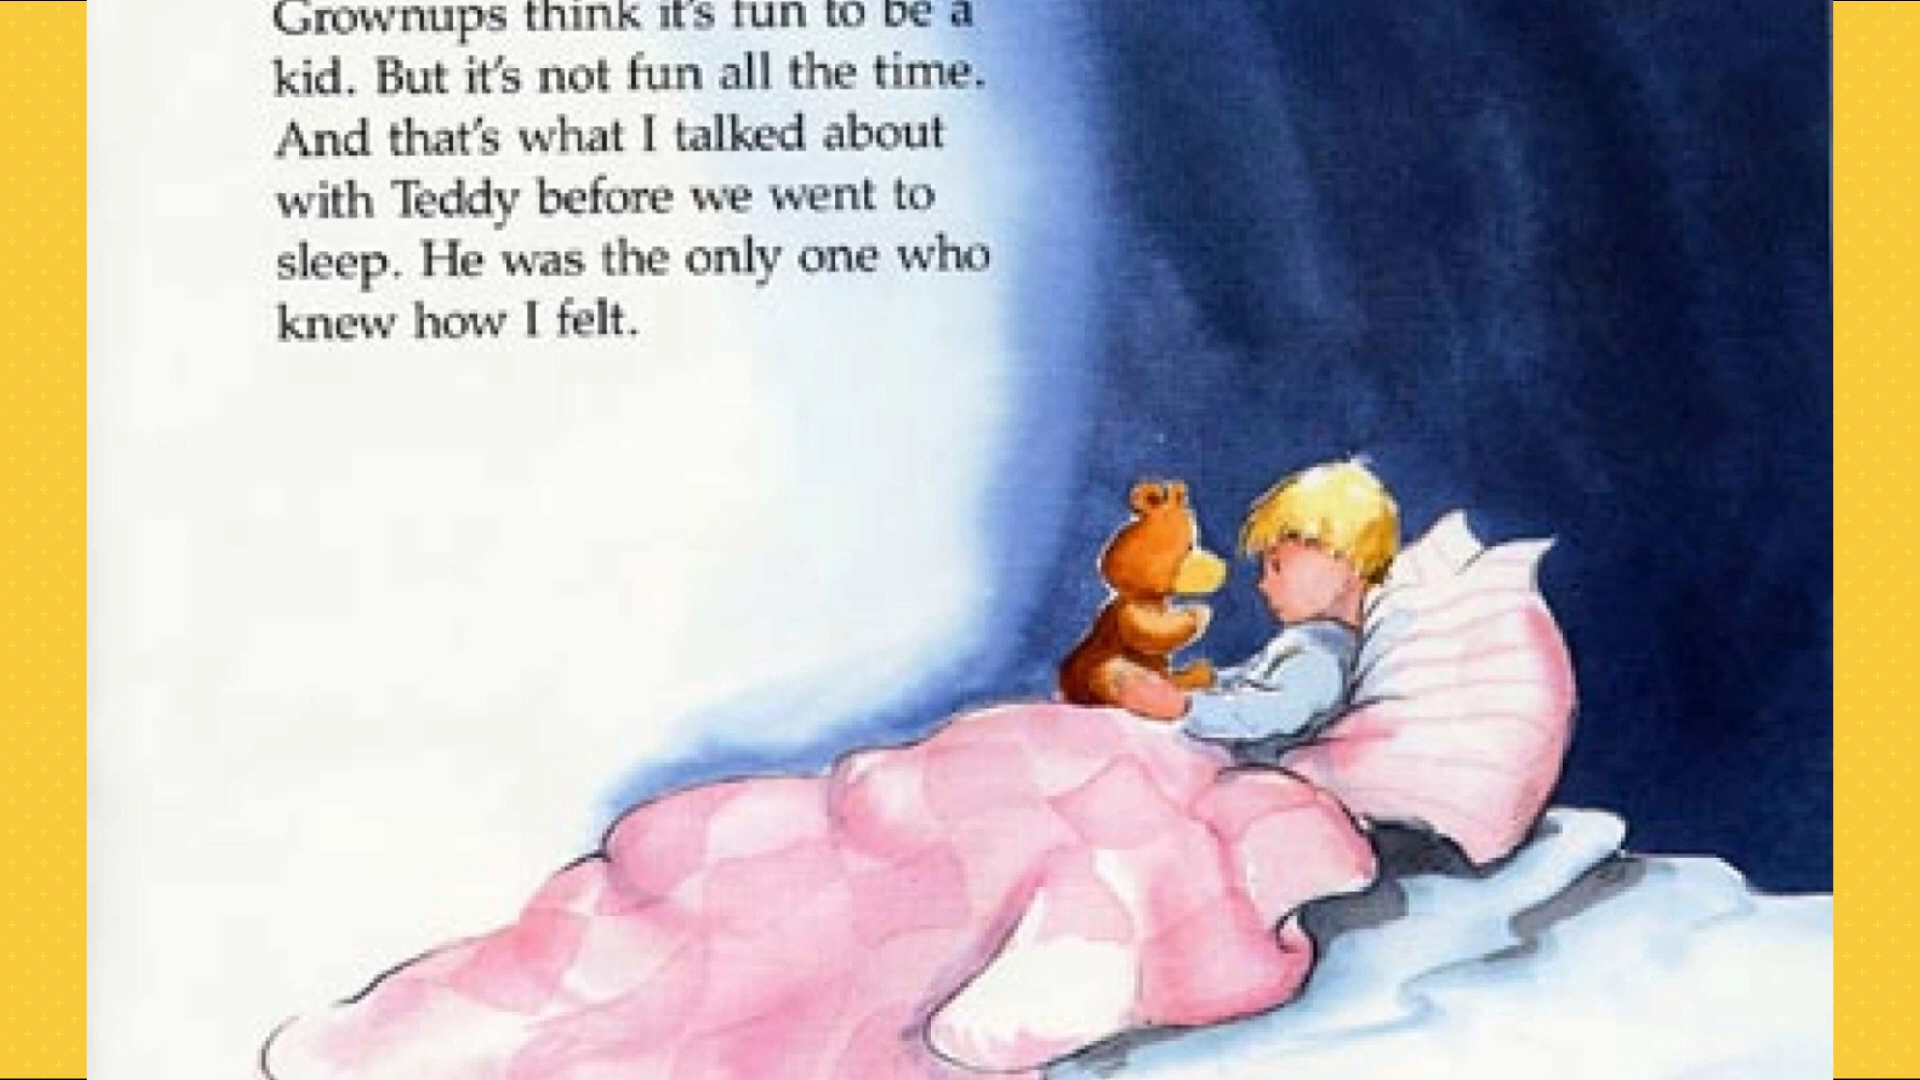 Grownups think it's fun to be a
kid. But it's not fun all the time.
And that's what I talked about
with Teddy before we went to
sleep. He was the only one who
knew how I felt.